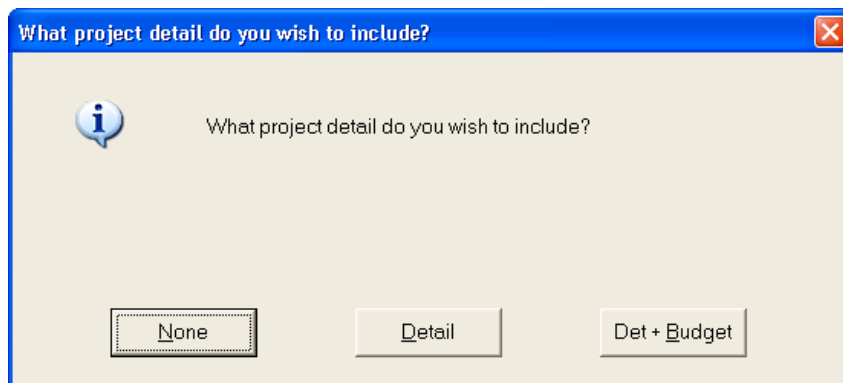 What project detail do you wish to include?
What project detail do you wish to include?
None
Detail
Det + Budget